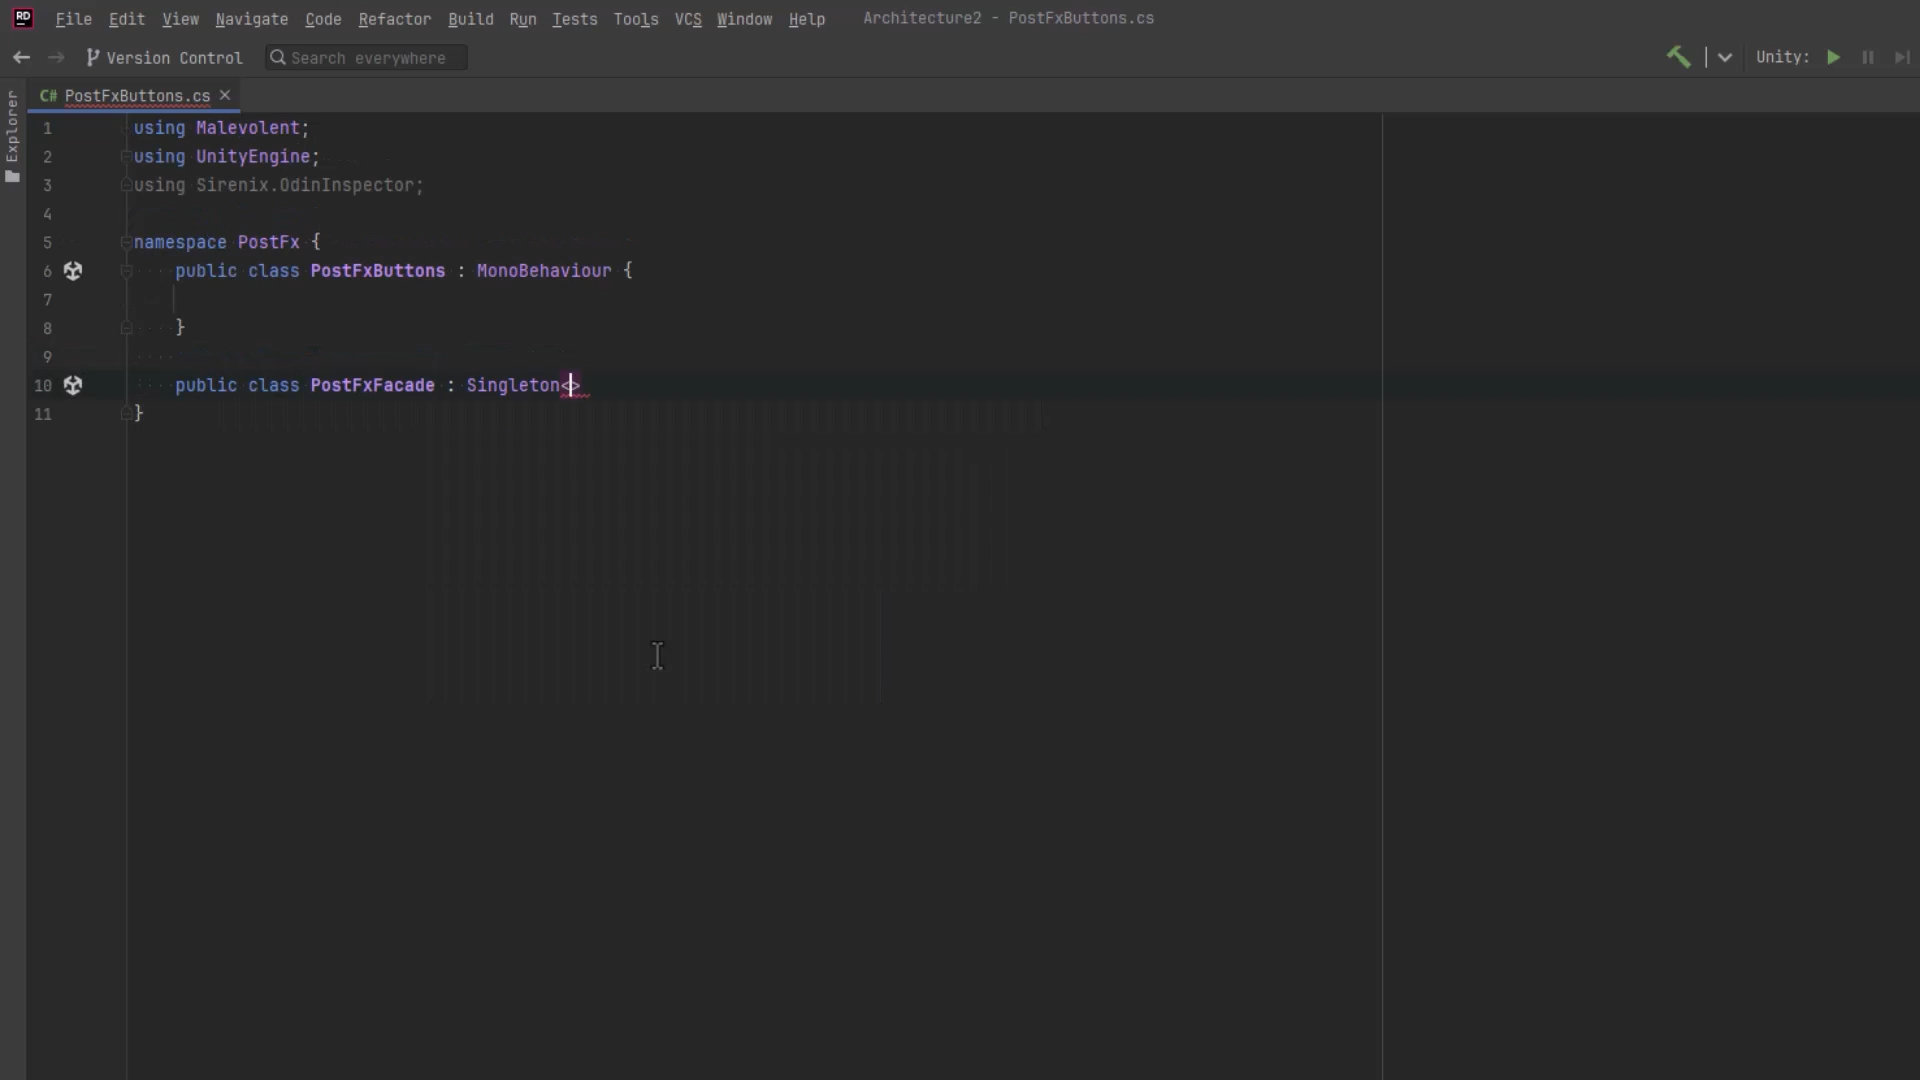 RD File Edit View Navigate Code Refactor Build Run Tests Tools VCS Window Help Architecture2 - PostFxButtons.cs
Version Control Search everywhere Unity:
Explorer
C# PostFxButtons.cs
1 using Malevolent;
2 using UnityEngine;
3 using Sirenix.OdinInspector;
4
5 namespace PostFx {
6 public class PostFxButtons : MonoBehaviour {
7
8 }
9
10 public class PostFxFacade : Singleton<>
11 }